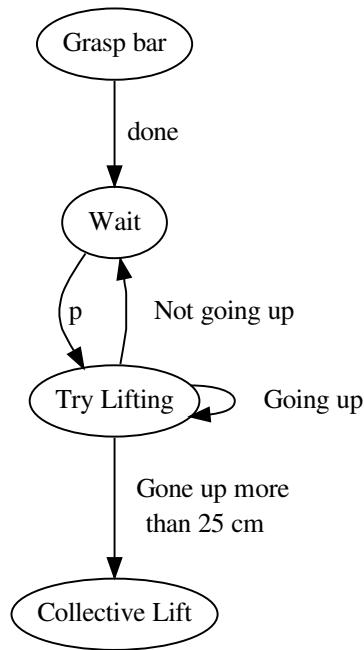 Grasp bar
done
Wait
p
Not going up
Try Lifting
Going up
Gone up more
than 25 cm
Collective Lift